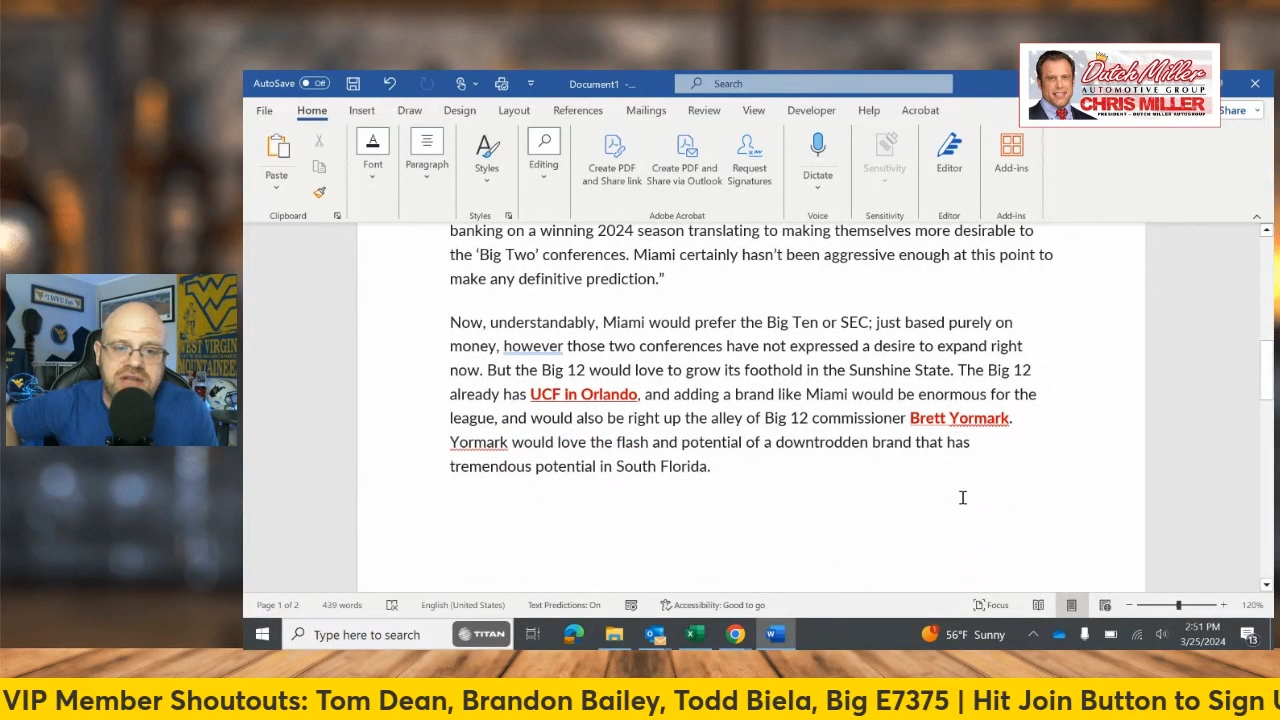 AutoSave Off
Document1 -...
Search
File Home Insert Draw Design Layout References Mailings Review View Developer Help Acrobat
Share
Dutch Miller
AUTOMOTIVE GROUP
CHRIS MILLER
PRESIDENT - DUTCH MILLER AUTOGROUP
Paste
Font
Paragraph
Styles
Editing
Create PDF and Share link
Create PDF and Share via Outlook
Request Signatures
Dictate
Sensitivity
Editor
Add-ins
Clipboard Styles Adobe Acrobat Voice Sensitivity Editor Add-ins
banking on a winning 2024 season translating to making themselves more desirable to
the ‘Big Two’ conferences. Miami certainly hasn’t been aggressive enough at this point to
make any definitive prediction.”
Now, understandably, Miami would prefer the Big Ten or SEC; just based purely on
money, however those two conferences have not expressed a desire to expand right
now. But the Big 12 would love to grow its foothold in the Sunshine State. The Big 12
already has UCF in Orlando, and adding a brand like Miami would be enormous for the
league, and would also be right up the alley of Big 12 commissioner Brett Yormark.
Yormark would love the flash and potential of a downtrodden brand that has
tremendous potential in South Florida.
WEST VIRGINIA
MOUNTAINEE
Page 1 of 2 439 words English (United States) Text Predictions: On Accessibility: Good to go Focus 120%
Type here to search TITAN 56°F Sunny 2:51 PM
3/25/2024
13
VIP Member Shoutouts: Tom Dean, Brandon Bailey, Todd Biela, Big E7375 | Hit Join Button to Sign